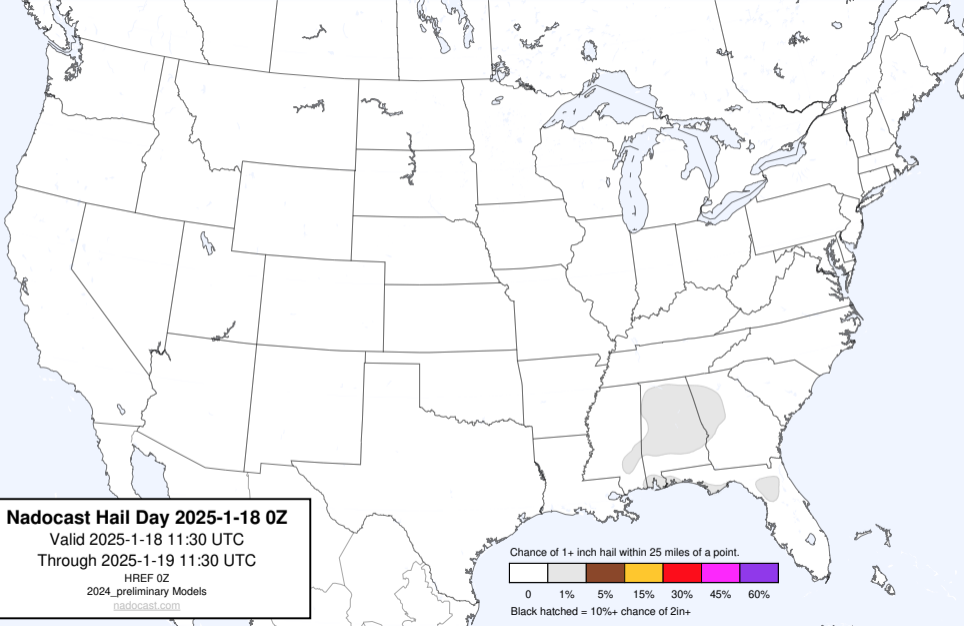 Nadocast Hail Day 2025-1-18 0Z
Valid 2025-1-18 11:30 UTC
Through 2025-1-19 11:30 UTC
HREF 0Z
2024_preliminary Models
nadocast.com
Chance of 1+ inch hail within 25 miles of a point.
0 1% 5% 15% 30% 45% 60%
Black hatched = 10%+ chance of 2in+